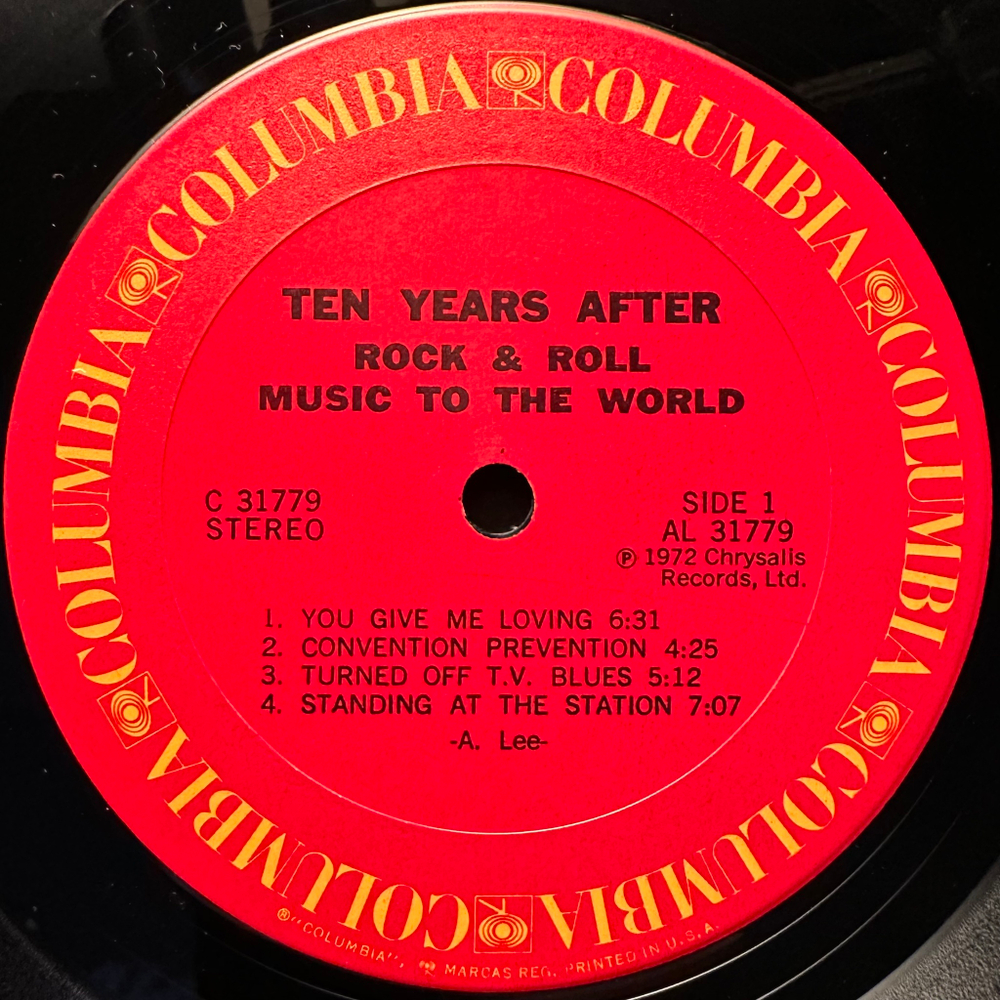 COLUMBIA COLUMBIA COLUMBIA COLUMBIA COLUMBIA COLUMBIA
TEN YEARS AFTER
ROCK & ROLL
MUSIC TO THE WORLD
C 31779
STEREO
SIDE 1
AL 31779
℗ 1972 Chrysalis
Records, Ltd.
1. YOU GIVE ME LOVING 6:31
2. CONVENTION PREVENTION 4:25
3. TURNED OFF T.V. BLUES 5:12
4. STANDING AT THE STATION 7:07
-A. Lee-
®"COLUMBIA", MARCAS REG. PRINTED IN U.S.A.